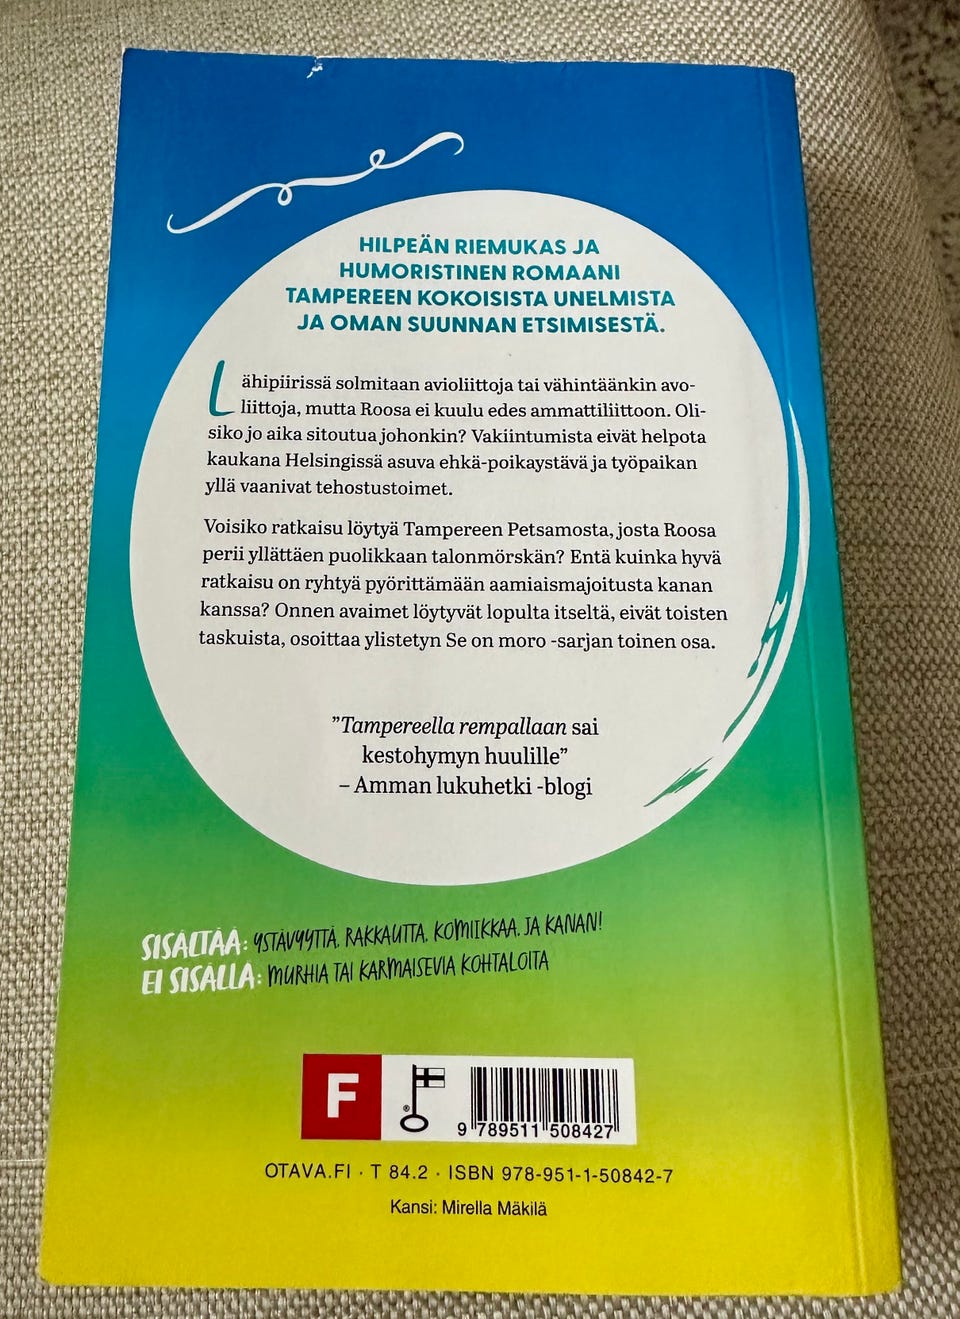 HILPEÄN RIEMUKAS JA
HUMORISTINEN ROMAANI
TAMPEREEN KOKOISISTA UNELMISTA
JA OMAN SUUNNAN ETSIMISESTÄ.
Lähipiirissä solmitaan avioliittoja tai vähintäänkin avo-
liittoja, mutta Roosa ei kuulu edes ammattiliittoon. Oli-
siko jo aika sitoutua johonkin? Vakiintumista eivät helpota
kaukana Helsingissä asuva ehkä-poikaystävä ja työpaikan
yllä vaanivat tehostustoimet.
Voisiko ratkaisu löytyä Tampereen Petsamosta, josta Roosa
perii yllättäen puolikkaan talonmörskän? Entä kuinka hyvä
ratkaisu on ryhtyä pyörittämään aamiaismajoitusta kanan
kanssa? Onnen avaimet löytyvät lopulta itseltä, eivät toisten
taskuista, osoittaa ylistetyn Se on moro -sarjan toinen osa.
”Tampereella rempallaan sai
kestohymyn huulille”
– Amman lukuhetki -blogi
SISÄLTÄÄ: YSTÄVYYTTÄ, RAKKAUTTA, KOMIIKKAA, JA KANAN!
EI SISÄLLÄ: MURHIA TAI KARMAISEVIA KOHTALOITA
F
®
9 789511 508427
OTAVA.FI · T 84.2 · ISBN 978-951-1-50842-7
Kansi: Mirella Mäkilä